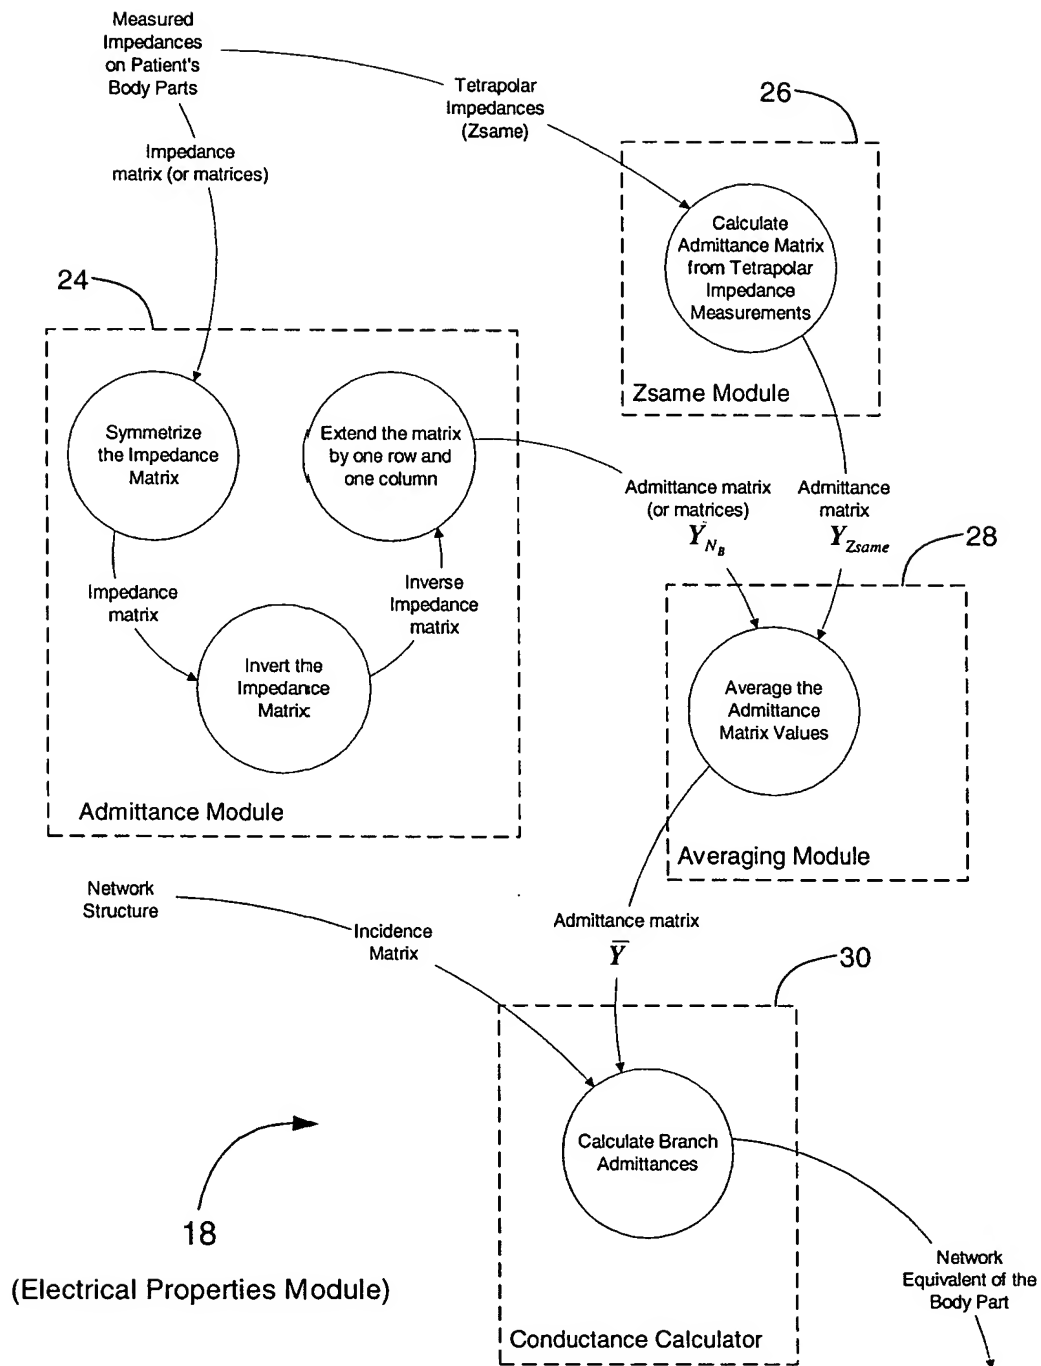 Measured
Impedances
on Patient's
Body Parts
Tetrapolar
Impedances
(Zsame)
26
Impedance
matrix (or matrices)
Calculate
Admittance Matrix
from Tetrapolar
Impedance
Measurements
Zsame Module
24
Symmetrize
the Impedance
Matrix
Extend the matrix
by one row and
one column
Admittance matrix
(or matrices)
Y_{N_B}
Admittance
matrix
Y_{Zsame}
28
Impedance
matrix
Inverse
Impedance
matrix
Invert the
Impedance
Matrix
Admittance Module
Average the
Admittance
Matrix Values
Averaging Module
Network
Structure
Incidence
Matrix
Admittance matrix
Y̅
30
Calculate Branch
Admittances
18
(Electrical Properties Module)
Network
Equivalent of the
Body Part
Conductance Calculator